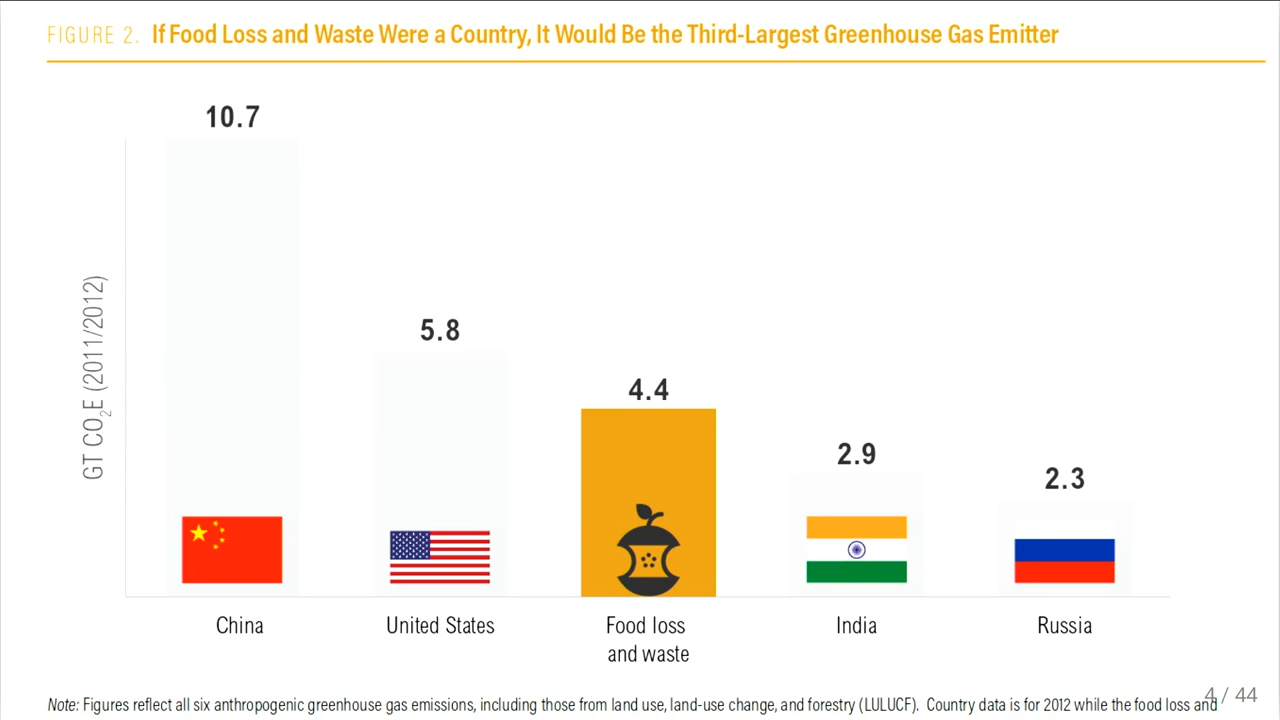 FIGURE 2. If Food Loss and Waste Were a Country, It Would Be the Third-Largest Greenhouse Gas Emitter
10.7
5.8
4.4
2.9
2.3
GT CO₂E (2011/2012)
China
United States
Food loss
and waste
India
Russia
Note: Figures reflect all six anthropogenic greenhouse gas emissions, including those from land use, land-use change, and forestry (LULUCF). Country data is for 2012 while the food loss and
4 / 44